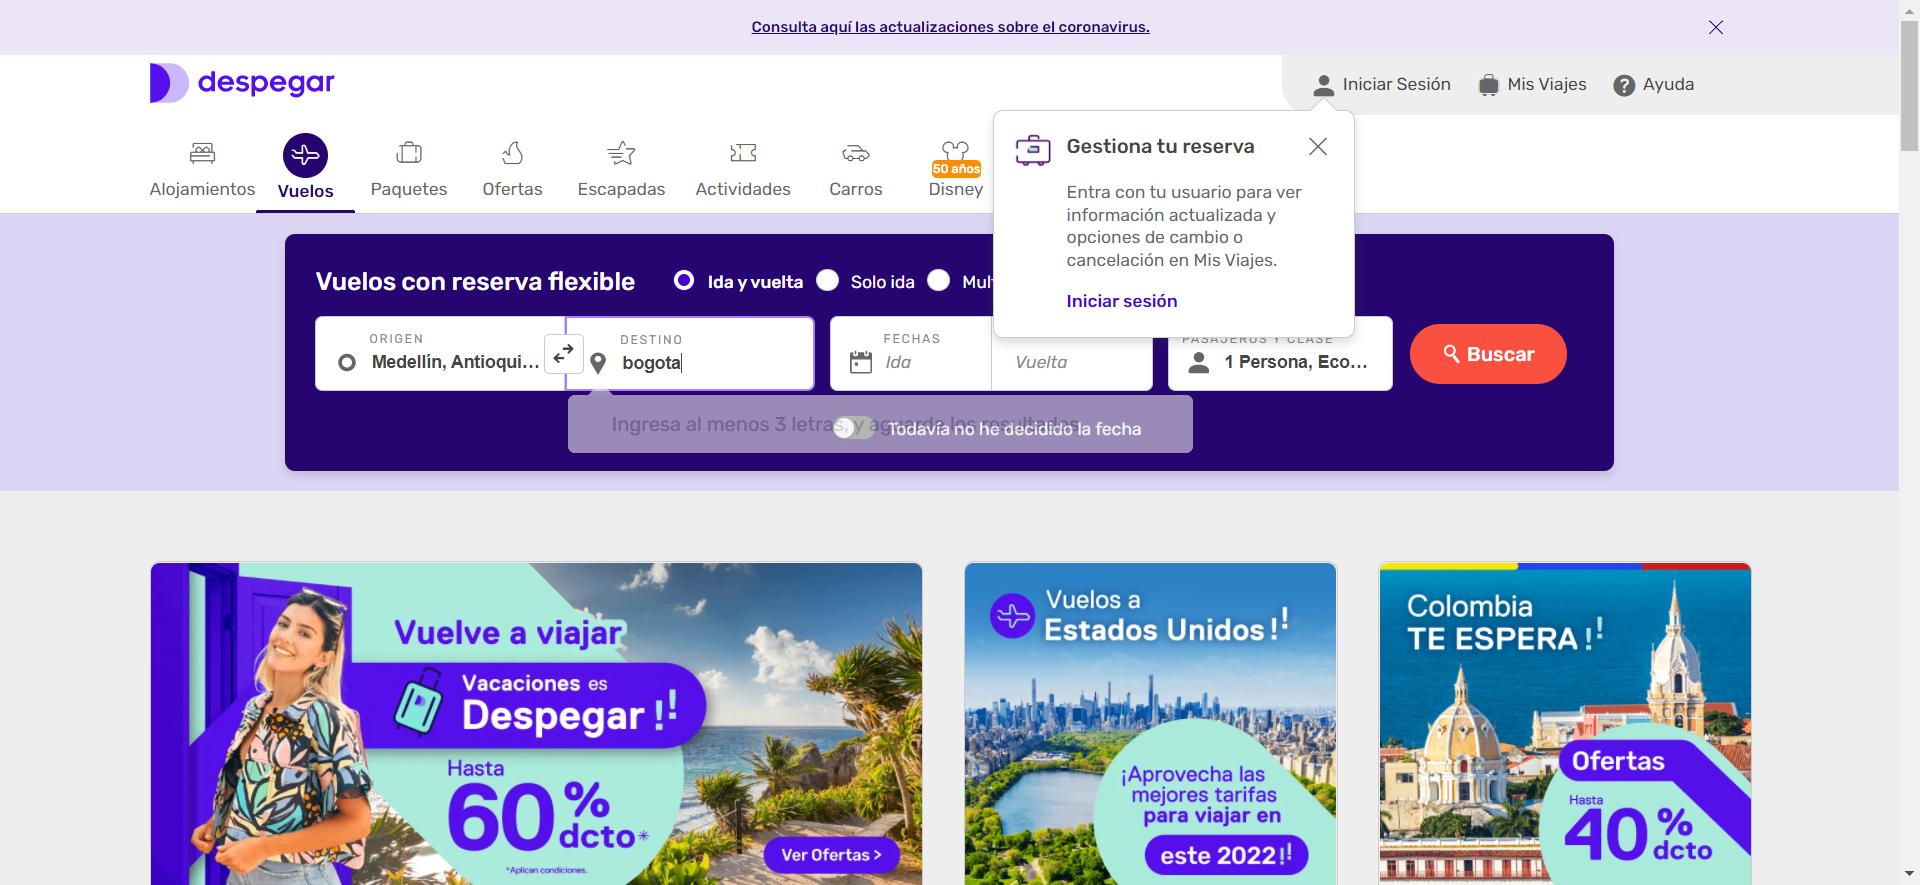 Consulta aquí las actualizaciones sobre el coronavirus.
despegar
Iniciar Sesión
Mis Viajes
? Ayuda
Alojamientos
Vuelos
Paquetes
Ofertas
Escapadas
Actividades
Carros
50 años
Disney
Gestiona tu reserva
Entra con tu usuario para ver
información actualizada y
opciones de cambio o
cancelación en Mis Viajes.
Iniciar sesión
Vuelos con reserva flexible
Ida y vuelta
Solo ida
ORIGEN
Medellín, Antioqui...
DESTINO
bogota
FECHAS
Ida
Vuelta
PASAJEROS Y CLASE
1 Persona, Eco...
Buscar
Ingresa al menos 3 letras, y aguarda los resultados
Todavía no he decidido la fecha
Vuelve a viajar
Vacaciones es
Despegar !!
Hasta
60% dcto*
*Aplican condiciones.
Ver Ofertas >
Vuelos a
Estados Unidos!!
¡Aprovecha las
mejores tarifas
para viajar en
este 2022!!
Colombia
TE ESPERA!!
Ofertas
Hasta
40% dcto